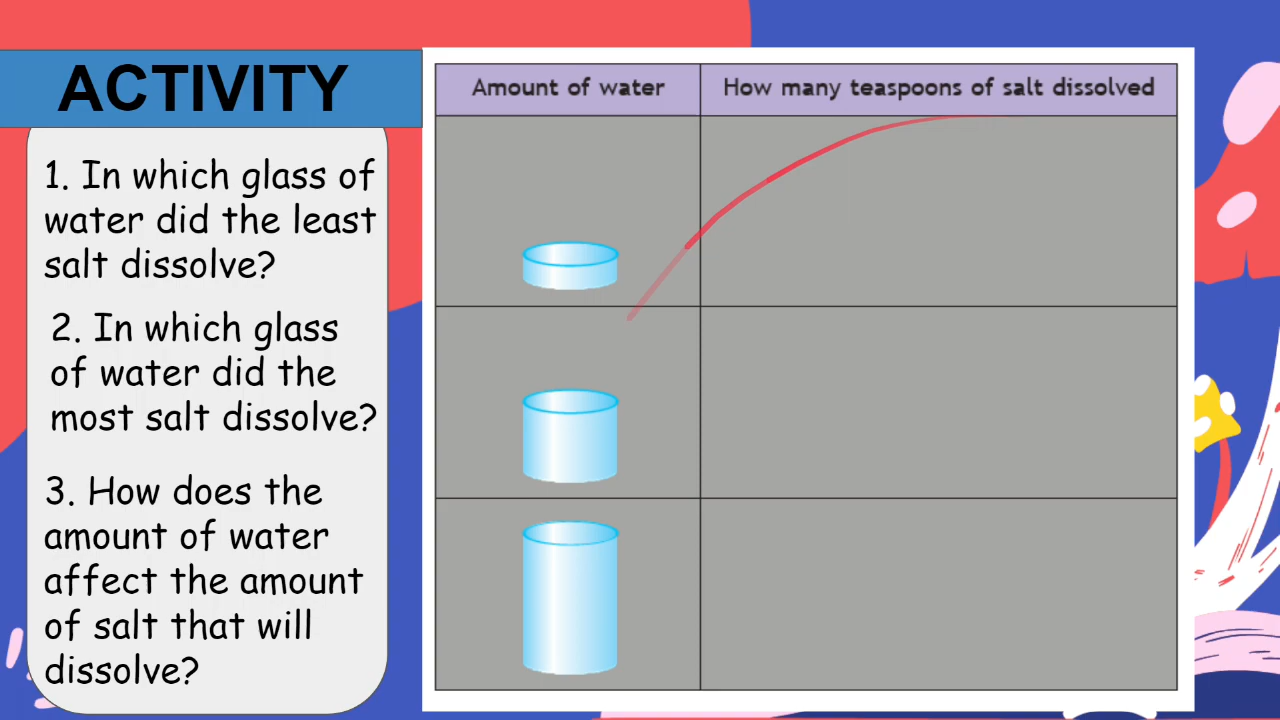 ACTIVITY
1. In which glass of
water did the least
salt dissolve?
2. In which glass
of water did the
most salt dissolve?
3. How does the
amount of water
affect the amount
of salt that will
dissolve?
Amount of water
How many teaspoons of salt dissolved